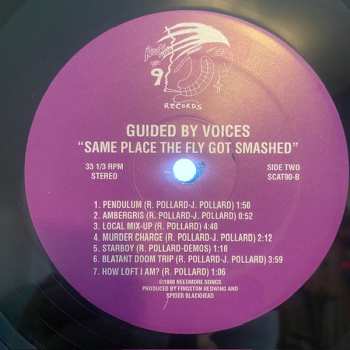 9
RECORDS
GUIDED BY VOICES
"SAME PLACE THE FLY GOT SMASHED"
33 1/3 RPM
STEREO
SIDE TWO
SCAT90-B
1. PENDULUM (R. POLLARD-J. POLLARD) 1:50
2. AMBERGRIS (R. POLLARD-J. POLLARD) 0:52
3. LOCAL MIX-UP (R. POLLARD) 4:40
4. MURDER CHARGE (R. POLLARD-J. POLLARD) 2:12
5. STARBOY (R. POLLARD-DEMOS) 1:18
6. BLATANT DOOM TRIP (R. POLLARD-J. POLLARD) 3:59
7. HOW LOFT I AM? (R. POLLARD) 1:06
PRODUCED BY FINGSTON REDWING AND
SPIDER BLACKHEAD